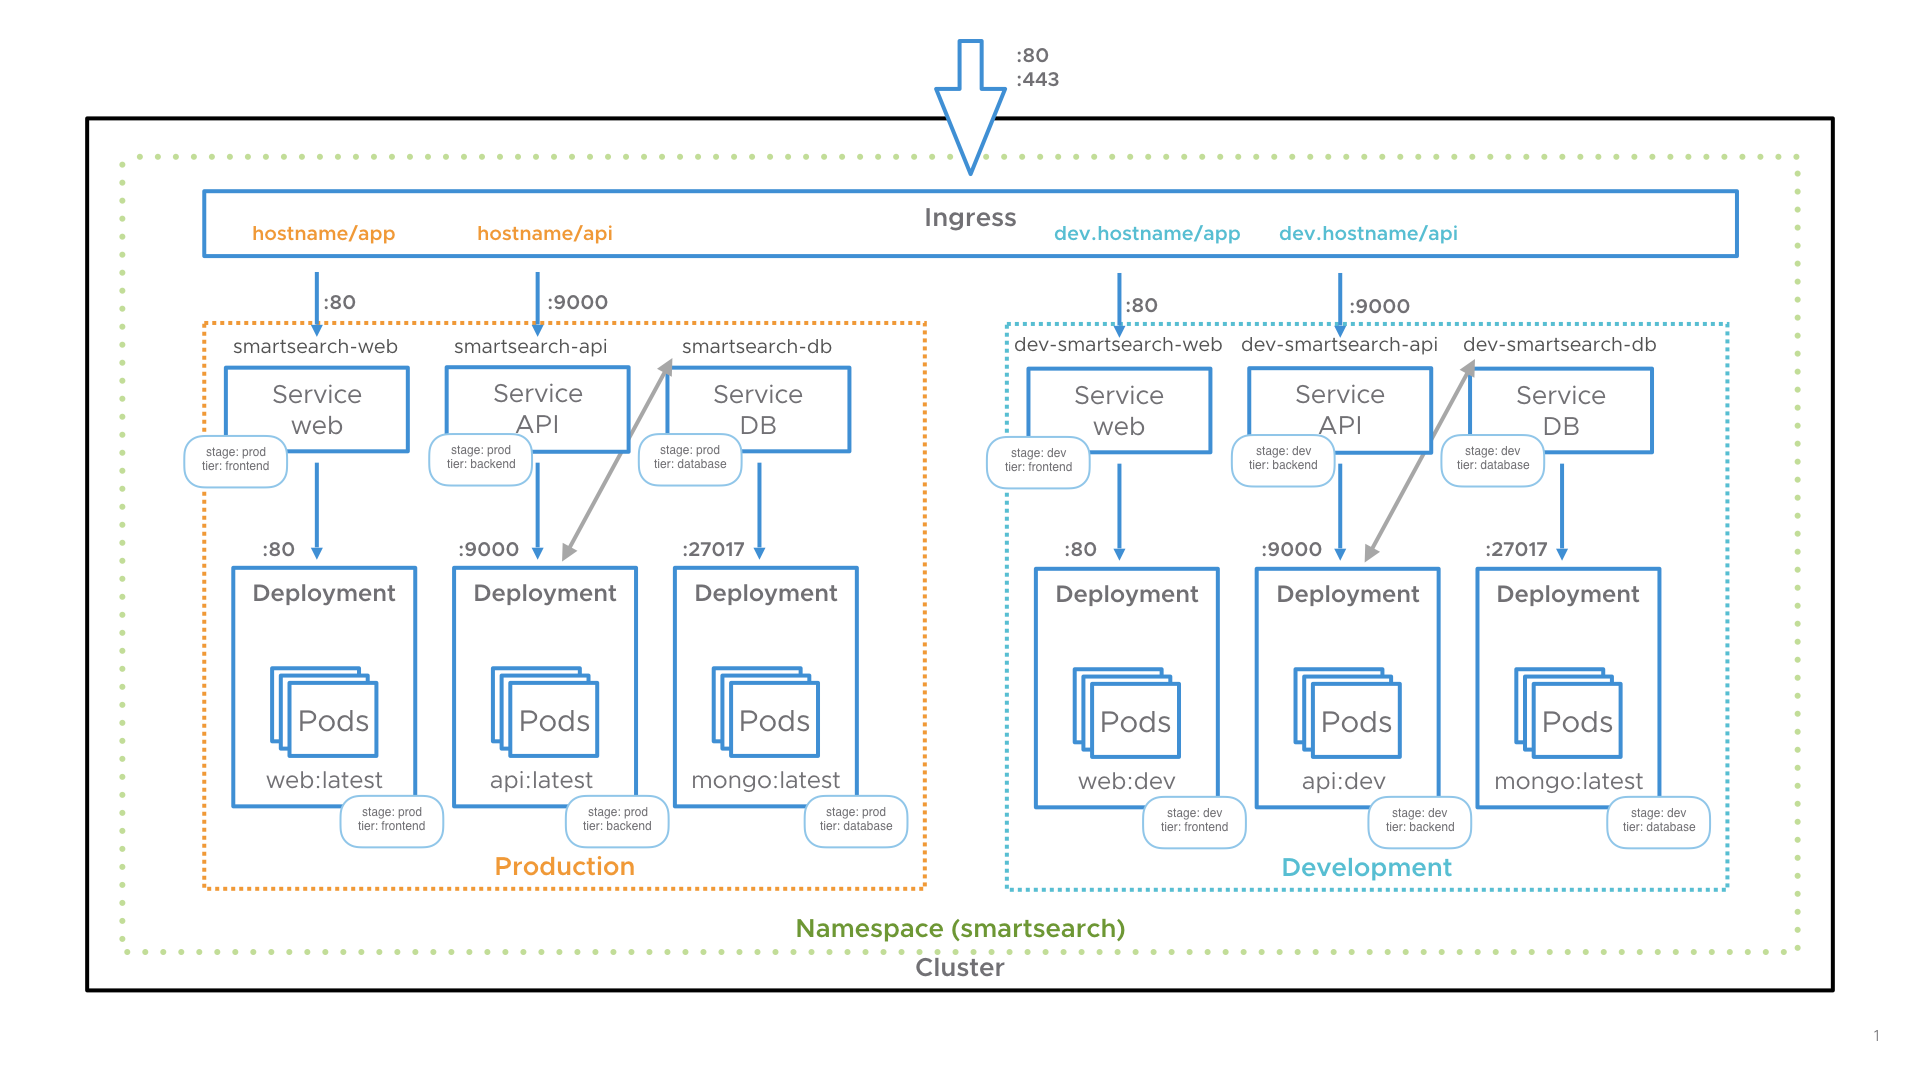 :80
:443
Ingress
hostname/app
hostname/api
dev.hostname/app
dev.hostname/api
:80
:9000
:80
:9000
smartsearch-web
smartsearch-api
smartsearch-db
Service
web
stage: prod
tier: frontend
Service
API
stage: prod
tier: backend
Service
DB
stage: prod
tier: database
:80
:9000
:27017
Deployment
Pods
web:latest
stage: prod
tier: frontend
Deployment
Pods
api:latest
stage: prod
tier: backend
Deployment
Pods
mongo:latest
stage: prod
tier: database
Production
dev-smartsearch-web
dev-smartsearch-api
dev-smartsearch-db
Service
web
stage: dev
tier: frontend
Service
API
stage: dev
tier: backend
Service
DB
stage: dev
tier: database
:80
:9000
:27017
Deployment
Pods
web:dev
stage: dev
tier: frontend
Deployment
Pods
api:dev
stage: dev
tier: backend
Deployment
Pods
mongo:latest
stage: dev
tier: database
Development
Namespace (smartsearch)
Cluster
1